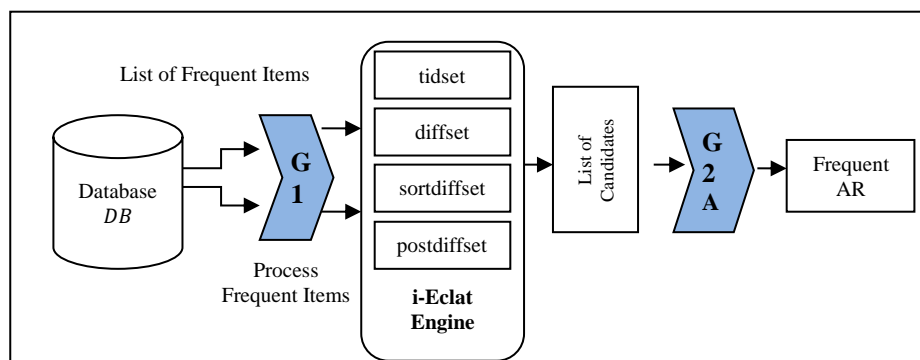 List of Frequent Items
Database
DB
G
1
Process
Frequent Items
tidset
diffset
sortdiffset
postdiffset
i-Eclat
Engine
List of
Candidates
G
2
A
Frequent
AR